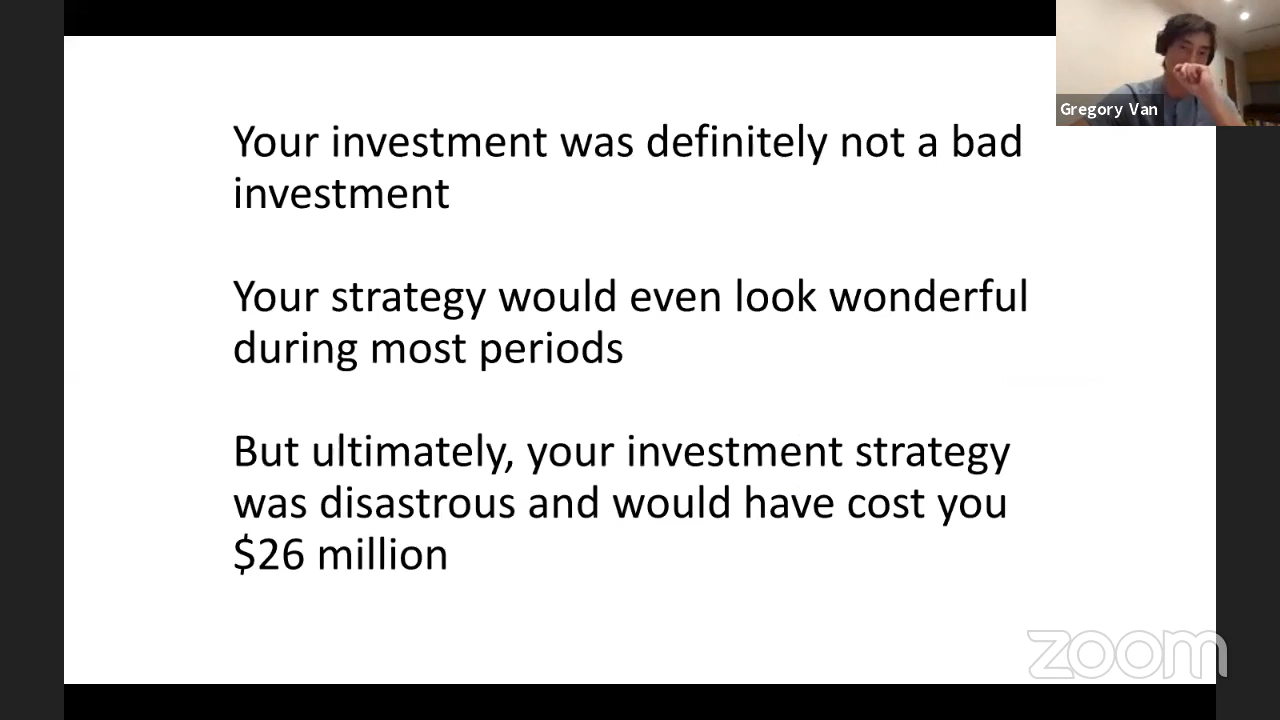 Gregory Van
Your investment was definitely not a bad
investment
Your strategy would even look wonderful
during most periods
But ultimately, your investment strategy
was disastrous and would have cost you
$26 million
zoom